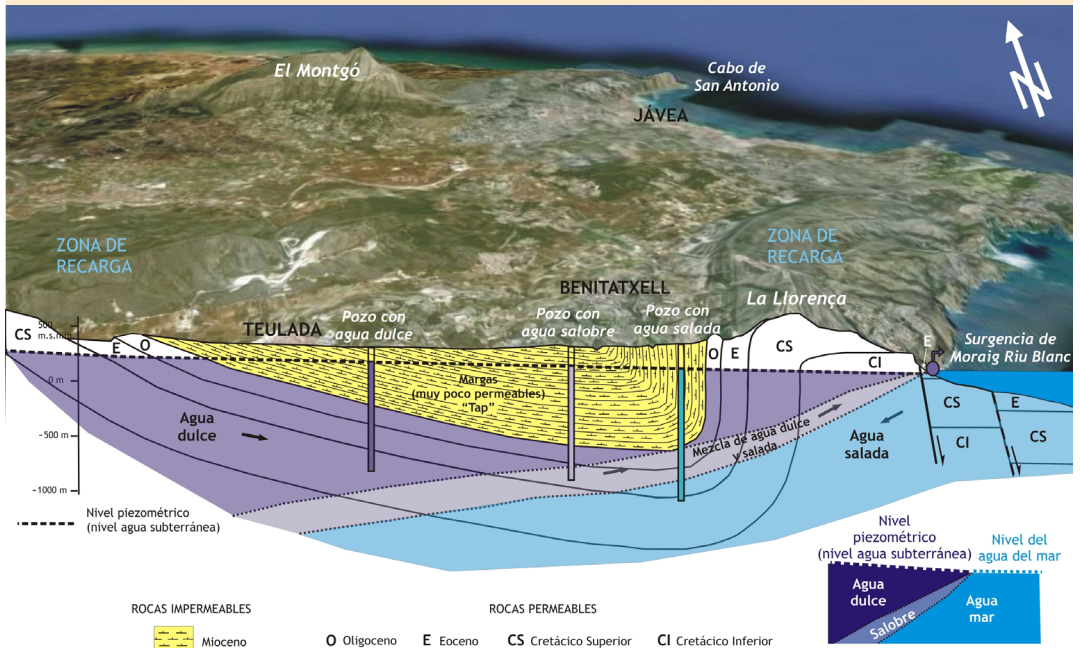 El Montgó
Cabo de
San Antonio
JÁVEA
ZONA DE
RECARGA
ZONA DE
RECARGA
BENITATXELL
La Llorença
TEULADA
Pozo con
agua dulce
Pozo con
agua salobre
Pozo con
agua salada
Surgencia de
Moraig Riu Blanc
500
m.s.n.m
CS
E
O
O
E
CS
CI
E
0 m
Margas
(muy poco permeables)
"Tap"
Agua
dulce
Mezcla de agua dulce
y salada
Agua
salada
CS
E
CI
CS
-500 m
-1000 m
Nivel piezométrico
(nivel agua subterránea)
Nivel
piezométrico
(nivel agua subterránea)
Nivel del
agua del mar
Agua
dulce
Salobre
Agua
mar
ROCAS IMPERMEABLES
ROCAS PERMEABLES
Mioceno
O Oligoceno
E Eoceno
CS Cretácico Superior
CI Cretácico Inferior